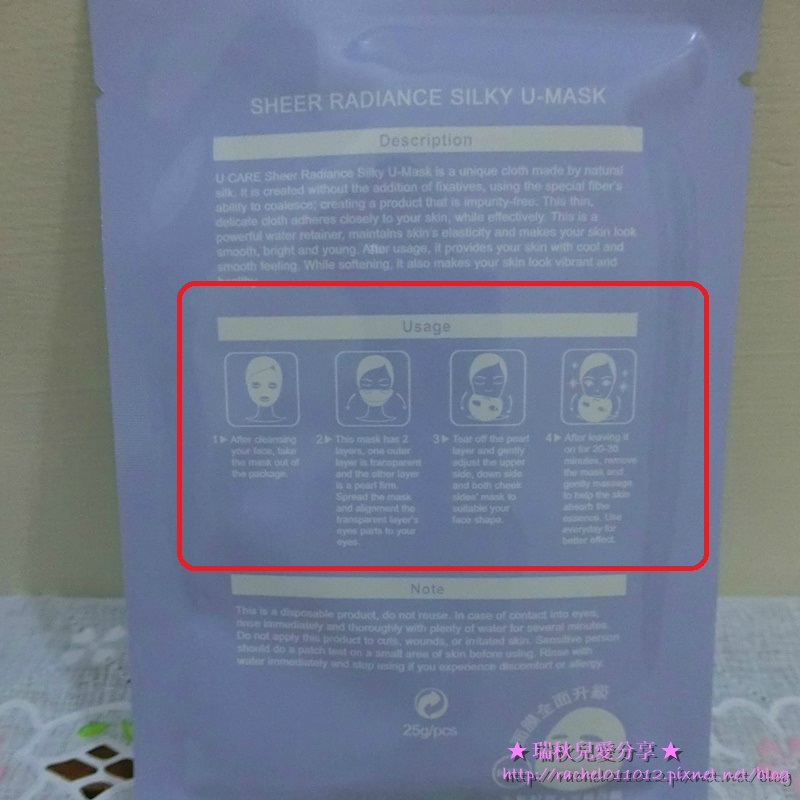 SHEER RADIANCE SILKY U-MASK
Description
U CARE Sheer Radiance Silky U-Mask is a unique cloth made by natural
silk. It is created without the addition of fixatives, using the special fiber's
ability to coalesce; creating a product that is impurity-free. This thin,
delicate cloth adheres closely to your skin, while effectively. This is a
powerful water retainer, maintains skin's elasticity and makes your skin look
smooth, bright and young. After usage, it provides your skin with cool and
smooth feeling. While softening, it also makes your skin look vibrant and
Usage
1▶ After cleansing
your face, take
the mask out of
the package.
2▶ This mask has 2
layers, one outer
layer is transparent
and the other layer
is a pearl firm.
Spread the mask
and alignment the
transparent layer's
eyes parts to your
eyes.
3▶ Tear off the pearl
layer and gently
adjust the upper
side, down side
and both cheek
sides' mask to
suitable your
face shape.
4▶ After leaving it
on for 20-30
minutes, remove
the mask and
gently massage
to help the skin
absorb the
essence. Use
everyday for
better effect.
Note
This is a disposable product, do not reuse. In case of contact into eyes,
rinse immediately and thoroughly with plenty of water for several minutes.
Do not apply this product to cuts, wounds, or irritated skin. Sensitive person
should do a patch test on a small area of skin before using. Rinse with
water immediately and stop using if you experience discomfort or allergy.
25g/pcs
全面升級
★ 瑞秋兒愛分享 ★
http://rachel011012.pixnet.net/blog